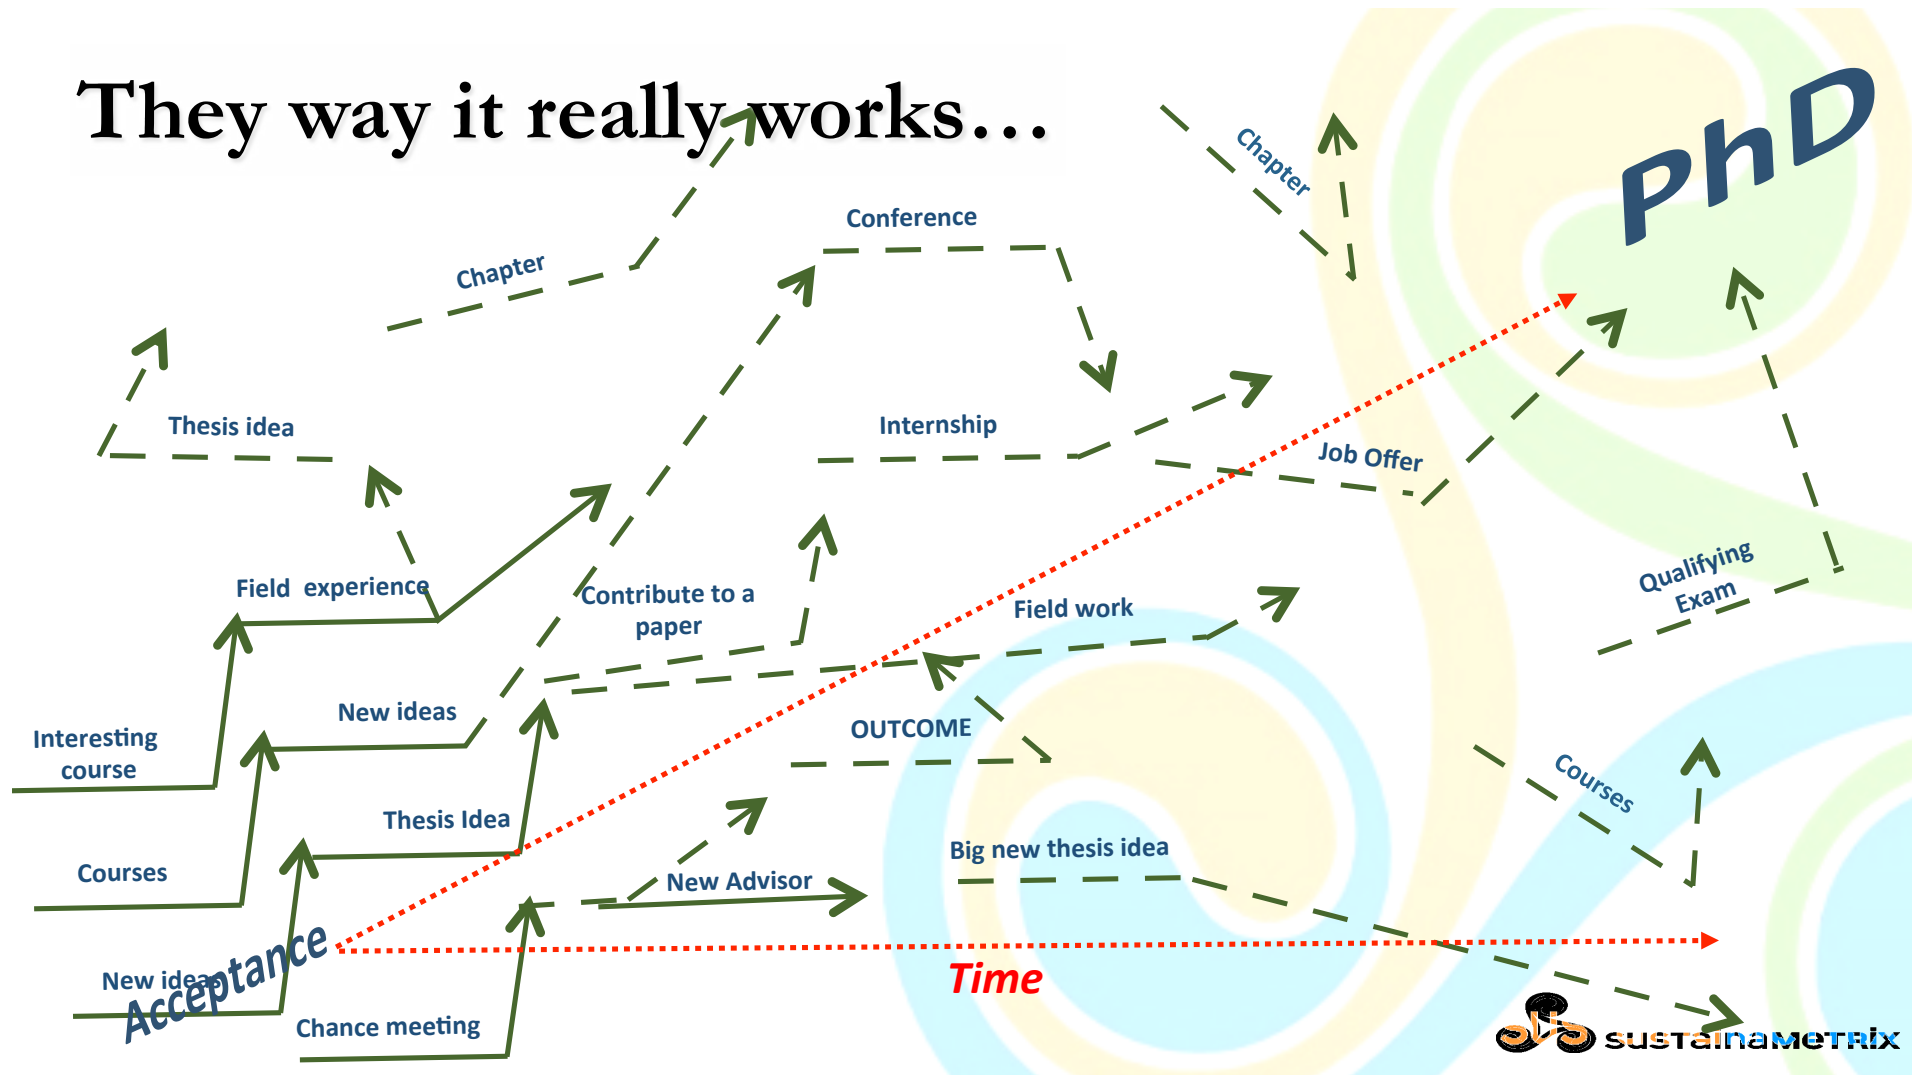 They way it really works…
PhD
Chapter
Conference
Chapter
Thesis idea
Internship
Job Offer
Field  experience
Contribute to a
paper
Field work
Qualifying
Exam
Interesting
course
New ideas
OUTCOME
Courses
Thesis Idea
Courses
New Advisor
Big new thesis idea
New ideas
Acceptance
Time
Chance meeting
sustainametrix